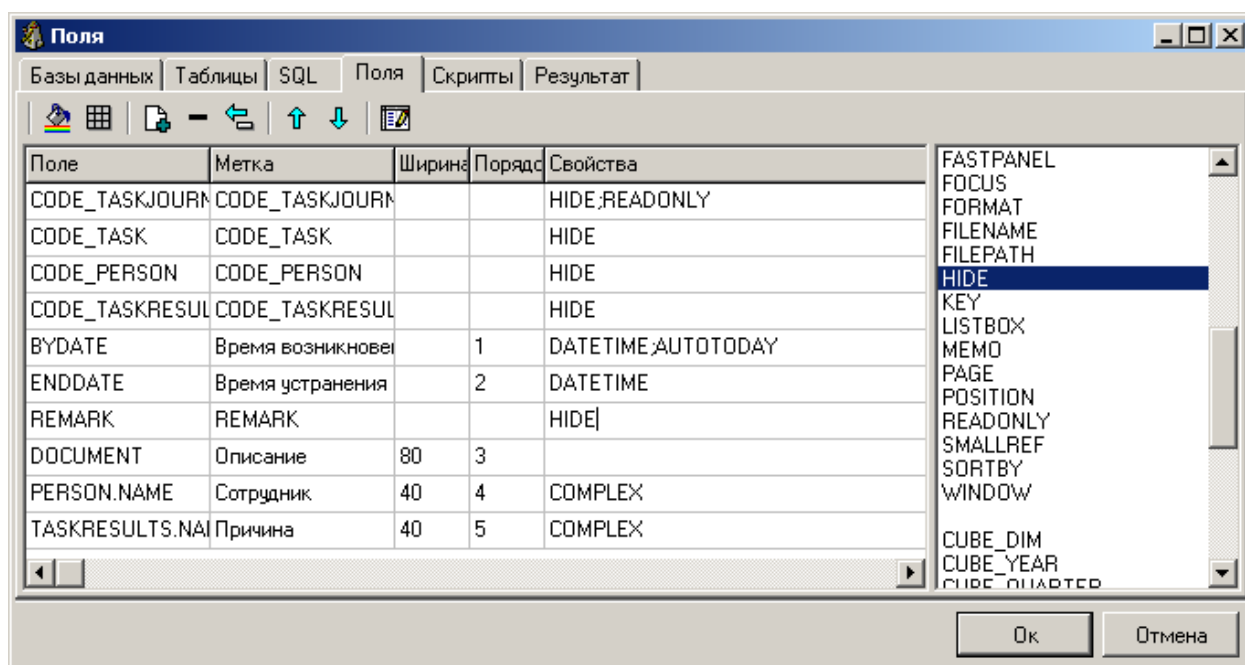 Поля
Базы данных Таблицы SQL Поля Скрипты Результат
Поле Метка Ширина Порядо Свойства
CODE_TASKJOURN CODE_TASKJOURN HIDE;READONLY
CODE_TASK CODE_TASK HIDE
CODE_PERSON CODE_PERSON HIDE
CODE_TASKRESUL CODE_TASKRESUL HIDE
BYDATE Время возникнове 1 DATETIME;AUTOTODAY
ENDDATE Время устранения 2 DATETIME
REMARK REMARK HIDE
DOCUMENT Описание 80 3
PERSON.NAME Сотрудник 40 4 COMPLEX
TASKRESULTS.NA Причина 40 5 COMPLEX
FASTPANEL
FOCUS
FORMAT
FILENAME
FILEPATH
HIDE
KEY
LISTBOX
MEMO
PAGE
POSITION
READONLY
SMALLREF
SORTBY
WINDOW
CUBE_DIM
CUBE_YEAR
CUBE_QUARTER
Ок Отмена